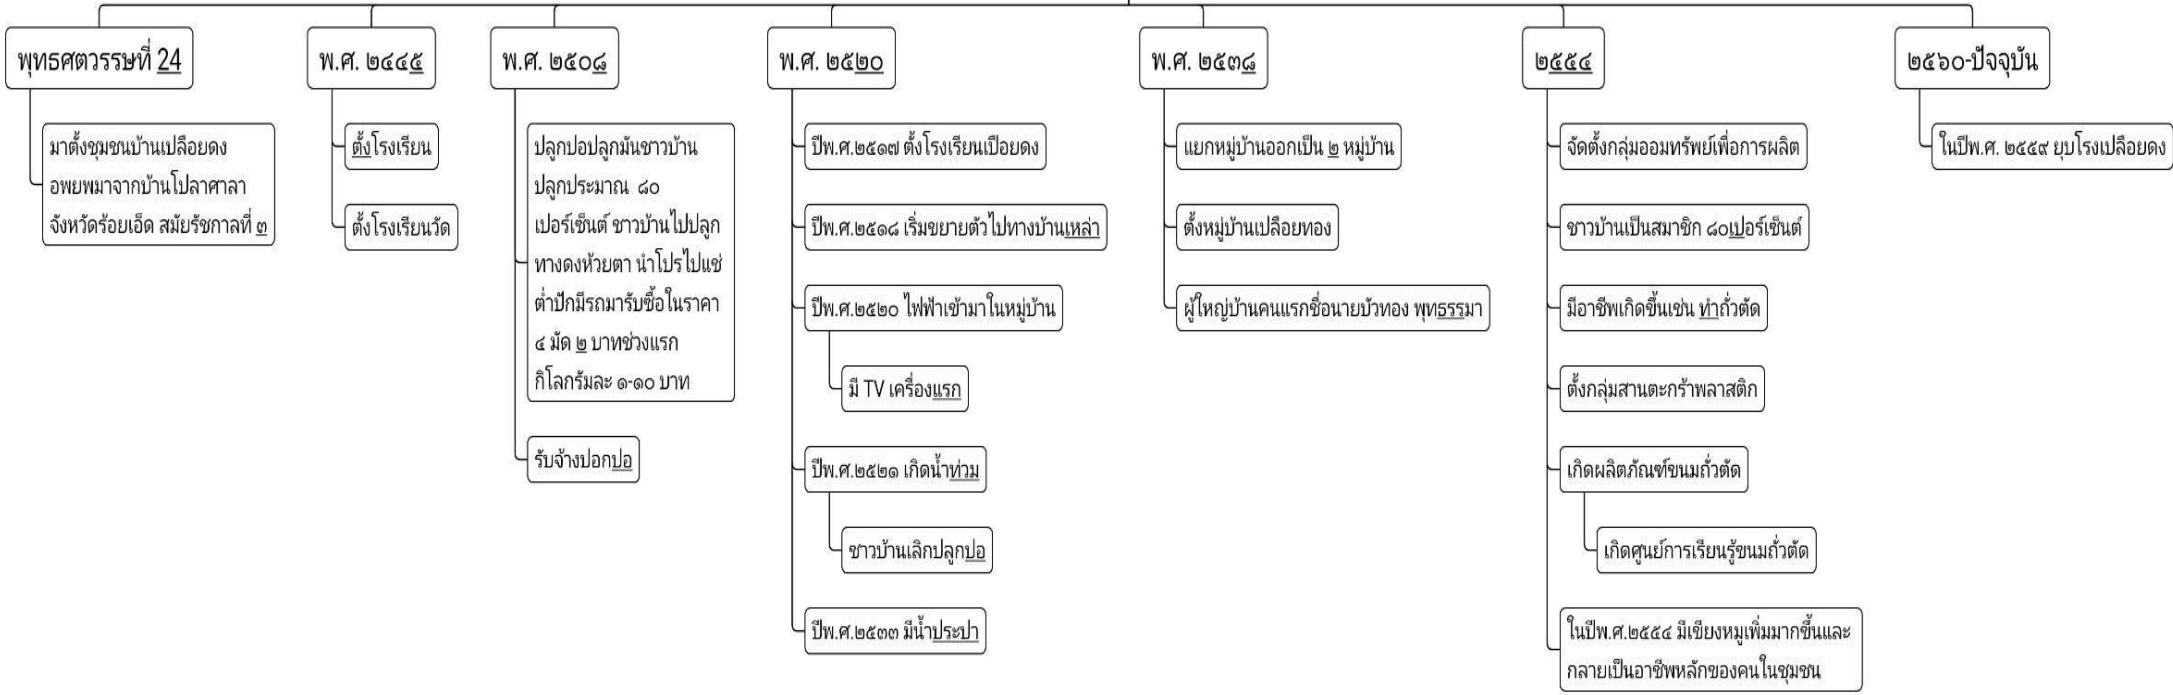 พุทธศตวรรษที่ 24
มาตั้งชุมชนบ้านเปลือยดง
อพยพมาจากบ้านโปลาศาลา
จังหวัดร้อยเอ็ด สมัยรัชกาลที่ ๓
พ.ศ. ๒๔๔๕
ตั้งโรงเรียน
ตั้งโรงเรียนวัด
พ.ศ. ๒๕๐๘
ปลูกปอปลูกมันชาวบ้าน
ปลูกประมาณ ๘๐
เปอร์เซ็นต์ ชาวบ้านไปปลูก
ทางดงห้วยตา นำโปรไปแช่
ต่ำปักมีรถมารับซื้อในราคา
๔ มัด ๒ บาทช่วงแรก
กิโลกรัมละ ๑-๑๐ บาท
รับจ้างปอกปอ
พ.ศ. ๒๕๒๐
ปีพ.ศ.๒๕๑๗ ตั้งโรงเรียนเปือยดง
ปีพ.ศ.๒๕๑๘ เริ่มขยายตัวไปทางบ้านเหล่า
ปีพ.ศ.๒๕๒๐ ไฟฟ้าเข้ามาในหมู่บ้าน
มี TV เครื่องแรก
ปีพ.ศ.๒๕๒๑ เกิดน้ำท่วม
ชาวบ้านเลิกปลูกปอ
ปีพ.ศ.๒๕๓๓ มีน้ำประปา
พ.ศ. ๒๕๓๘
แยกหมู่บ้านออกเป็น ๒ หมู่บ้าน
ตั้งหมู่บ้านเปลือยทอง
ผู้ใหญ่บ้านคนแรกชื่อนายบัวทอง พุทธรรมา
๒๕๕๔
จัดตั้งกลุ่มออมทรัพย์เพื่อการผลิต
ชาวบ้านเป็นสมาชิก ๘๐เปอร์เซ็นต์
มีอาชีพเกิดขึ้นเช่น ทำถั่วตัด
ตั้งกลุ่มสานตะกร้าพลาสติก
เกิดผลิตภัณฑ์ขนมถั่วตัด
เกิดศูนย์การเรียนรู้ขนมถั่วตัด
ในปีพ.ศ.๒๕๕๔ มีเขียงหมูเพิ่มมากขึ้นและ
กลายเป็นอาชีพหลักของคนในชุมชน
๒๕๖๐-ปัจจุบัน
ในปีพ.ศ. ๒๕๕๙ ยุบโรงเปลือยดง